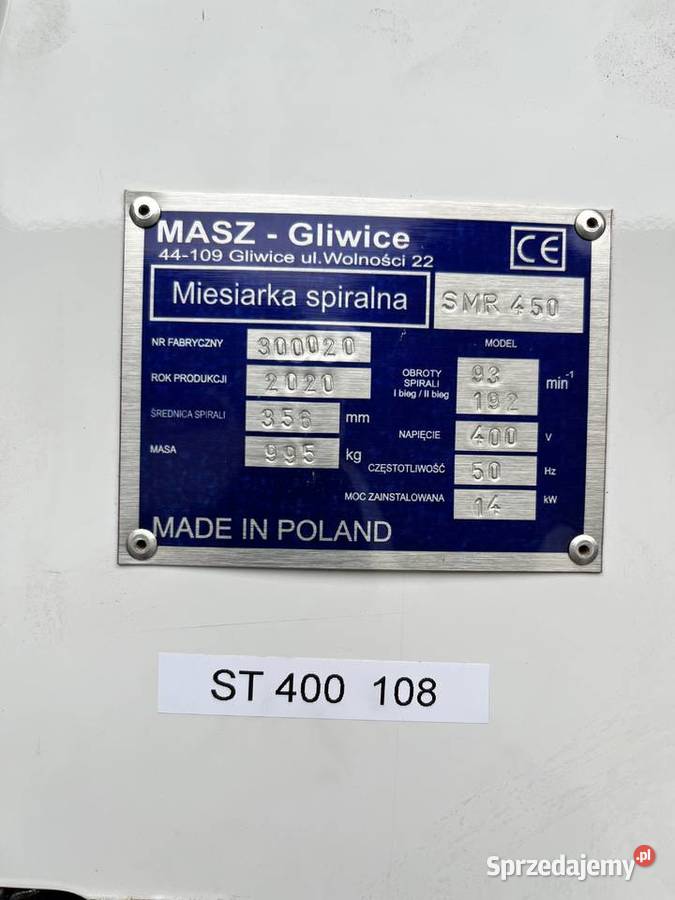 MASZ - Gliwice
44-109 Gliwice ul.Wolności 22
CE
Miesiarka spiralna
SMR 450
MODEL
NR FABRYCZNY 300020
ROK PRODUKCJI 2020
ŚREDNICA SPIRALI 356 mm
MASA 995 kg
OBROTY SPIRALI I bieg / II bieg 93 192 min⁻¹
NAPIĘCIE 400 V
CZĘSTOTLIWOŚĆ 50 Hz
MOC ZAINSTALOWANA 14 kW
MADE IN POLAND
ST 400 108
Sprzedajemy.pl